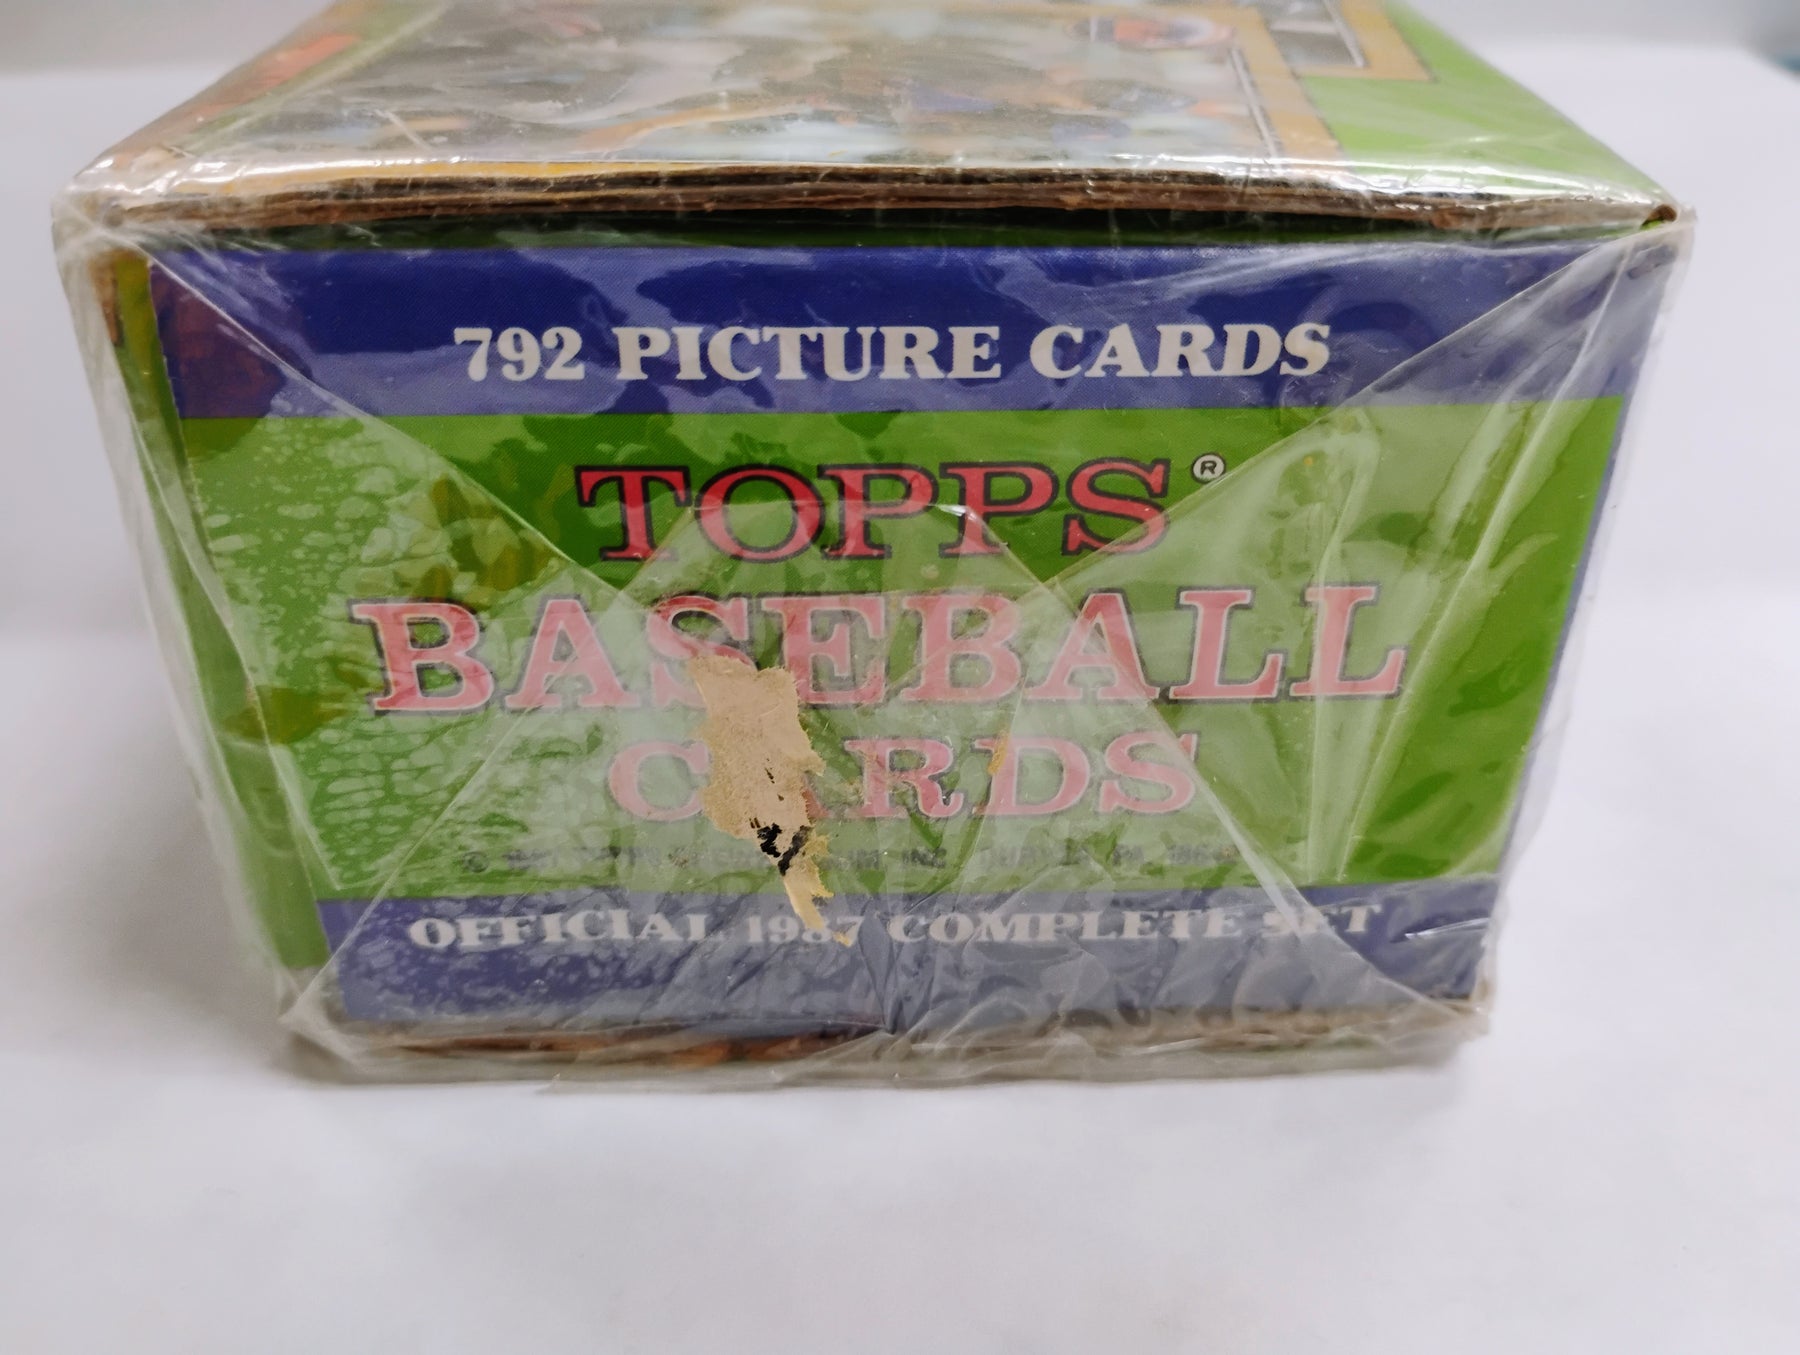 792 PICTURE CARDS
TOPPS®
BASEBALL
CARDS
OFFICIAL 1987 COMPLETE SET